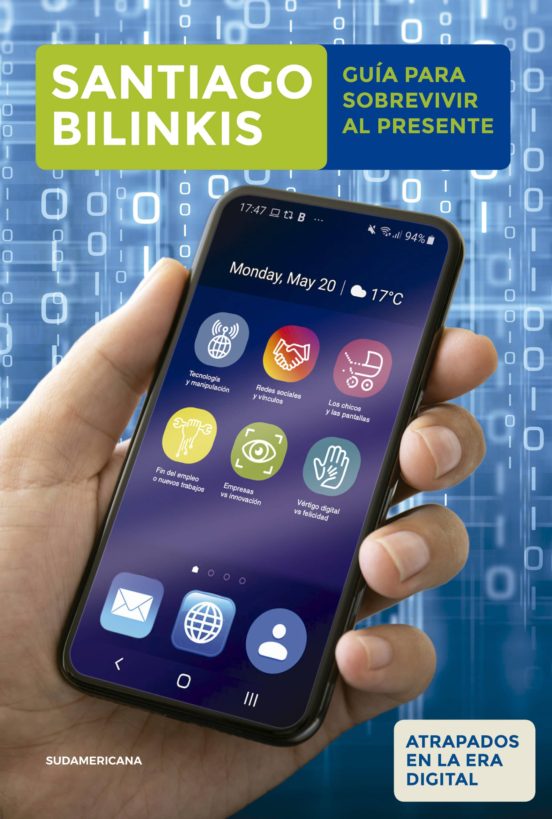 SANTIAGO
BILINKIS
GUÍA PARA
SOBREVIVIR
AL PRESENTE
17:47
B
94%
Monday, May 20
17°C
Tecnología
y manipulación
Redes sociales
y vínculos
Los chicos
y las pantallas
Fin del empleo
o nuevos trabajos
Empresas
vs innovación
Vértigo digital
vs felicidad
SUDAMERICANA
ATRAPADOS
EN LA ERA
DIGITAL